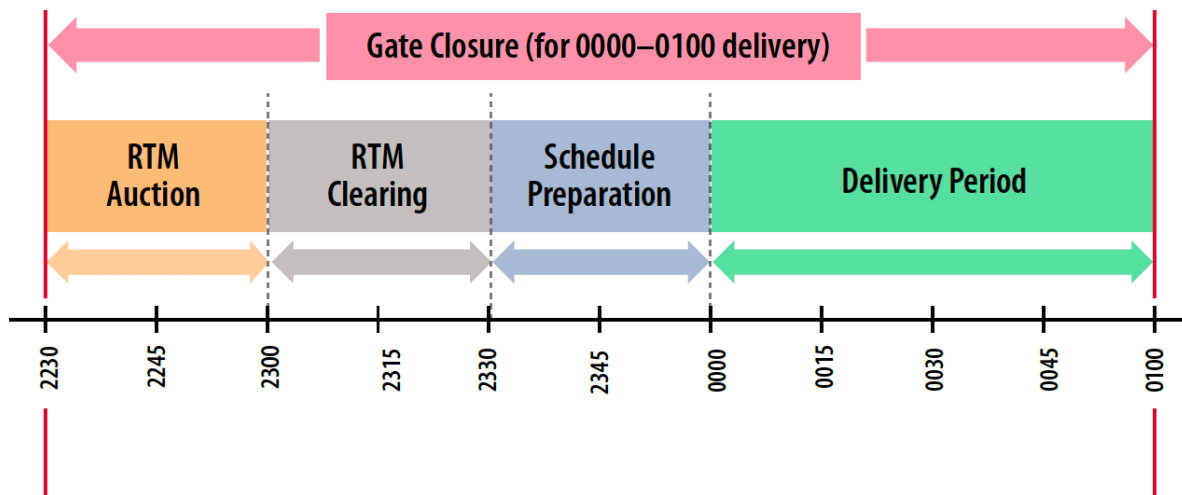 Gate Closure (for 0000–0100 delivery)
RTM
Auction
RTM
Clearing
Schedule
Preparation
Delivery Period
2230
2245
2300
2315
2330
2345
0000
0015
0030
0045
0100